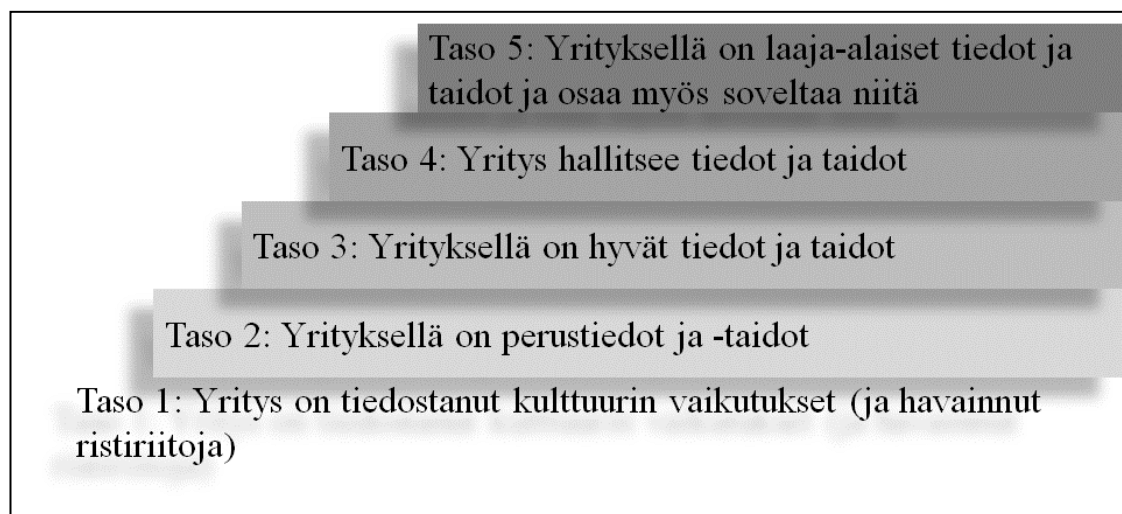 Taso 5: Yrityksellä on laaja-alaiset tiedot ja
taidot ja osaa myös soveltaa niitä
Taso 4: Yritys hallitsee tiedot ja taidot
Taso 3: Yrityksellä on hyvät tiedot ja taidot
Taso 2: Yrityksellä on perustiedot ja -taidot
Taso 1: Yritys on tiedostanut kulttuurin vaikutukset (ja havainnut
ristiriitoja)